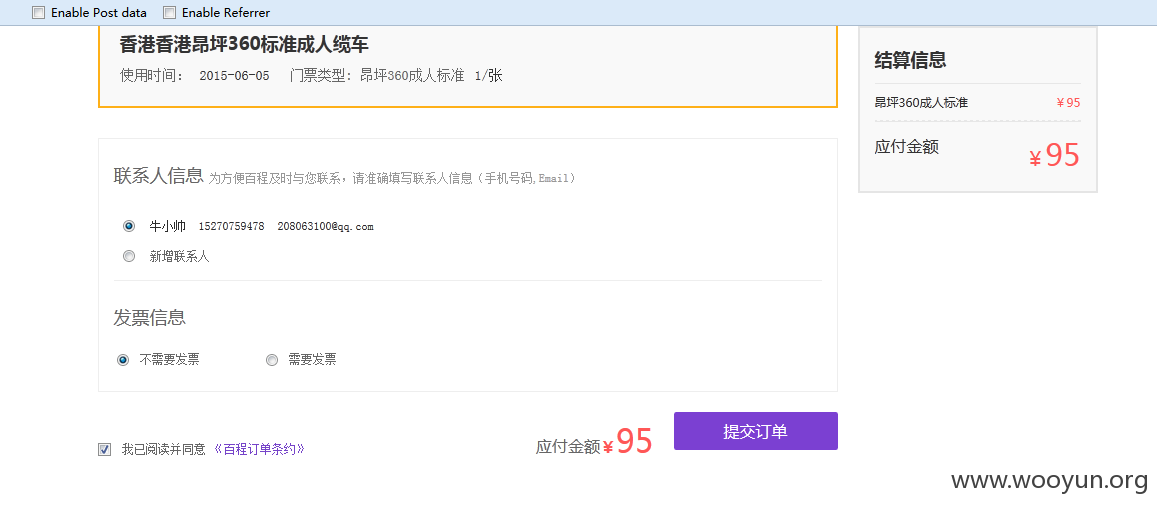 Enable Post data Enable Referrer
香港香港昂坪360标准成人缆车
使用时间： 2015-06-05 门票类型：昂坪360成人标准 1/张
结算信息
昂坪360成人标准 ¥95
应付金额 ¥95
联系人信息 为方便百程及时与您联系，请准确填写联系人信息（手机号码,Email）
牛小帅 15270759478 208063100@qq.com
新增联系人
发票信息
不需要发票 需要发票
我已阅读并同意 《百程订单条约》 应付金额¥95 提交订单
www.wooyun.org